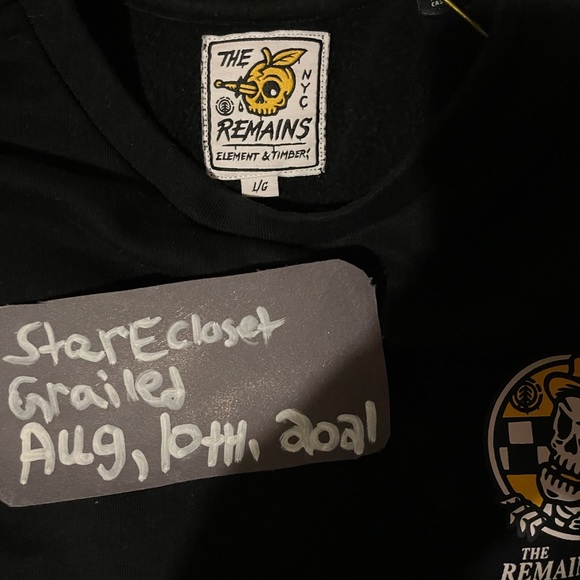 THE
NYC
REMAINS
ELEMENT & TIMBER!
L/G
StarEcloset
Grailed
Aug, 10th, 2021
THE
REMAIN